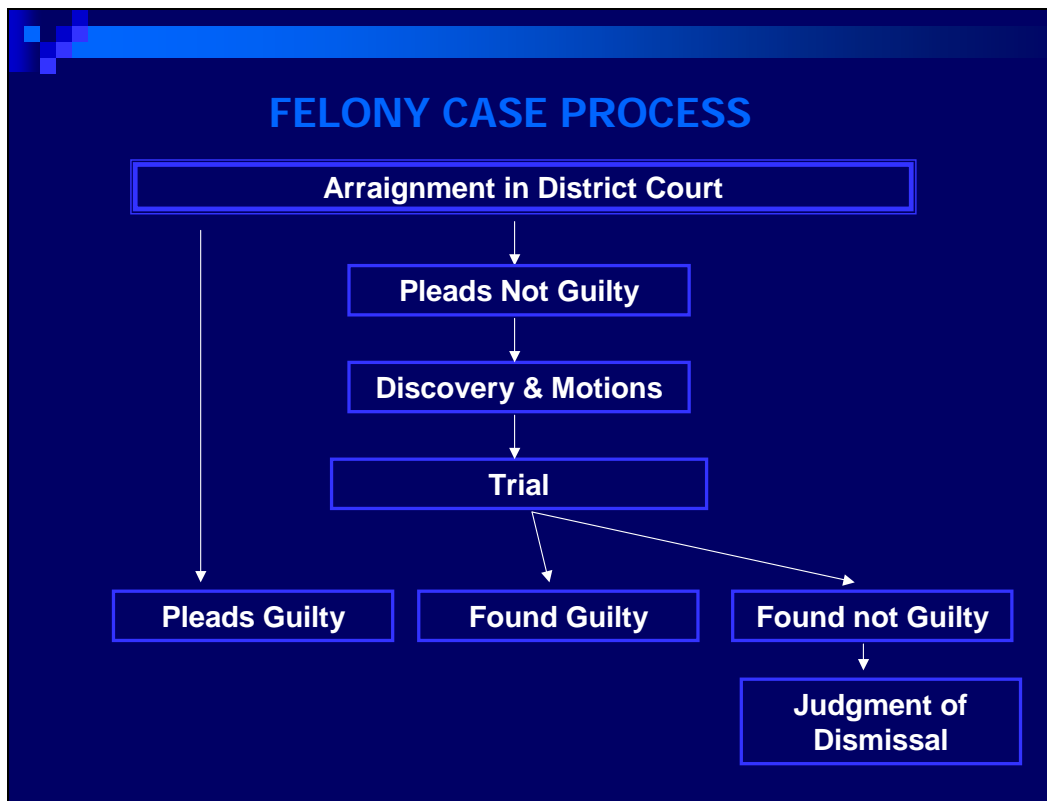 FELONY CASE PROCESS
Arraignment in District Court
Pleads Not Guilty
Discovery & Motions
Trial
Pleads Guilty
Found Guilty
Found not Guilty
Judgment of
Dismissal